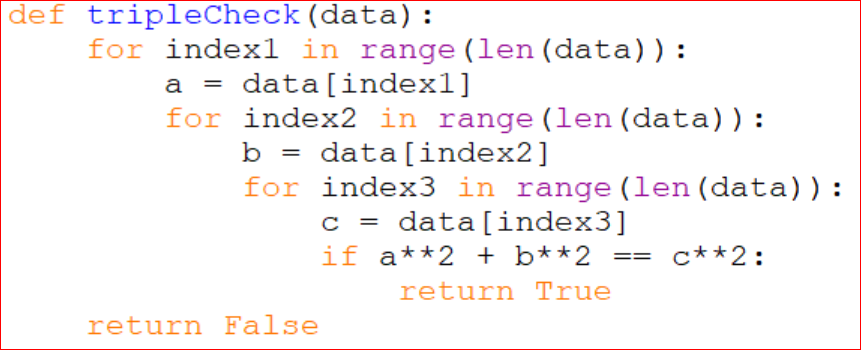 def tripleCheck(data):
    for index1 in range(len(data)):
        a = data[index1]
        for index2 in range(len(data)):
            b = data[index2]
            for index3 in range(len(data)):
                c = data[index3]
                if a**2 + b**2 == c**2:
                    return True
    return False